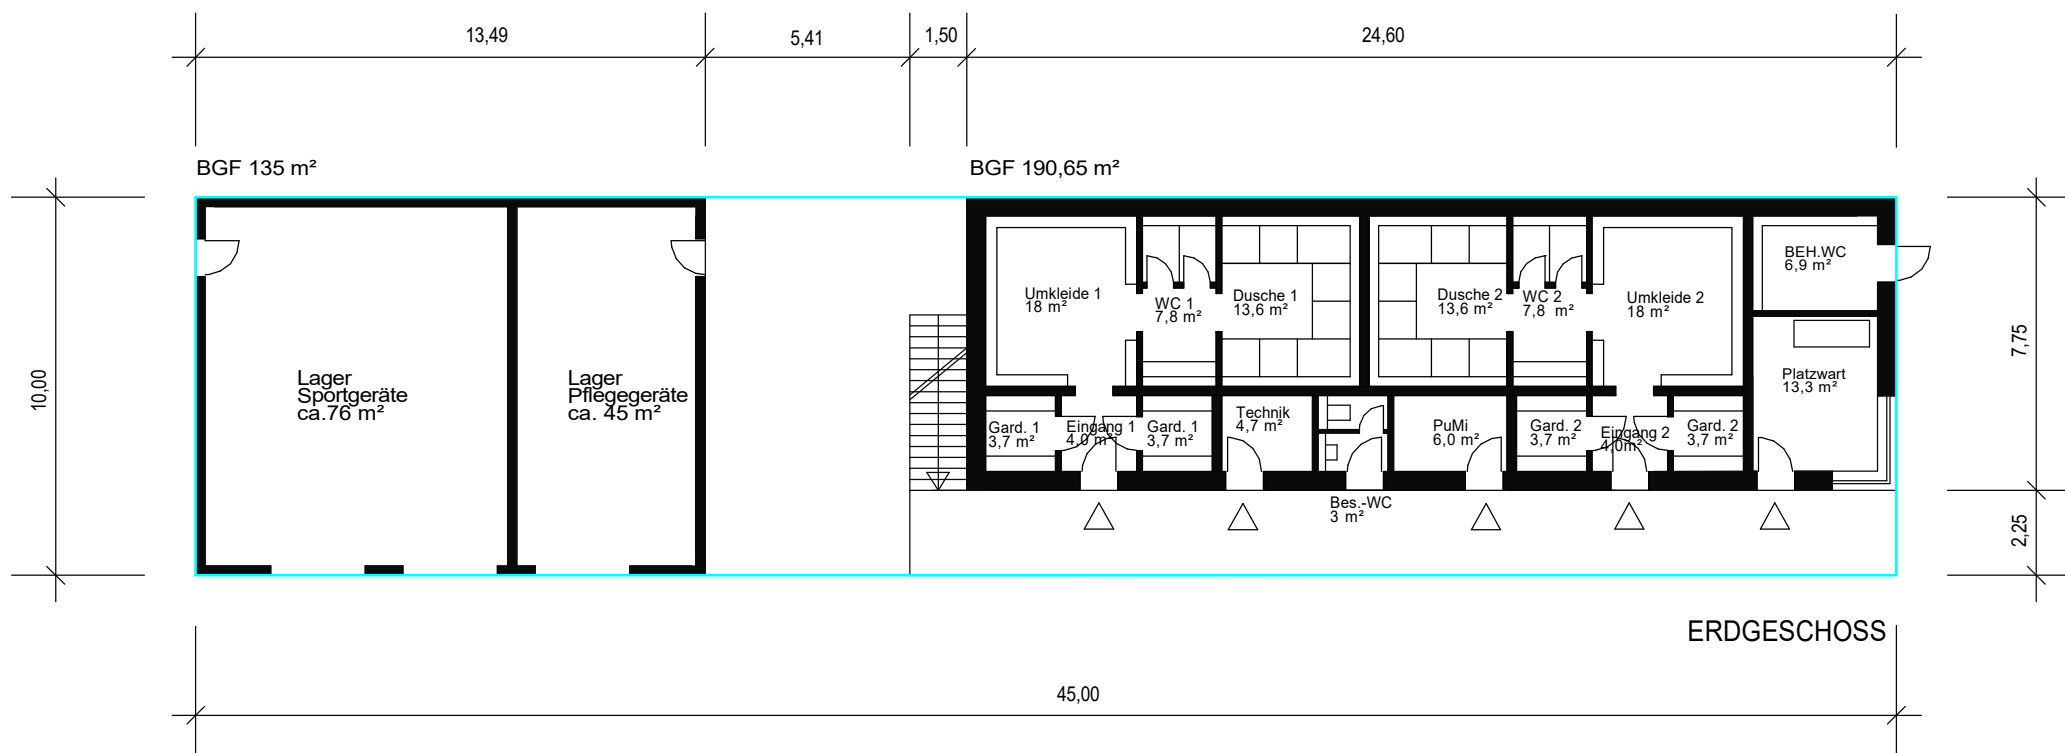 13,49
5,41
1,50
24,60
BGF 135 m²
BGF 190,65 m²
10,00
7,75
2,25
Lager
Sportgeräte
ca.76 m²
Lager
Pflegegeräte
ca. 45 m²
Umkleide 1
18 m²
WC 1
7,8 m²
Dusche 1
13,6 m²
Dusche 2
13,6 m²
WC 2
7,8 m²
Umkleide 2
18 m²
BEH.WC
6,9 m²
Platzwart
13,3 m²
Gard. 1
3,7 m²
Eingang 1
4,0 m²
Gard. 1
3,7 m²
Technik
4,7 m²
PuMi
6,0 m²
Gard. 2
3,7 m²
Eingang 2
4,0m²
Gard. 2
3,7 m²
Bes.-WC
3 m²
ERDGESCHOSS
45,00